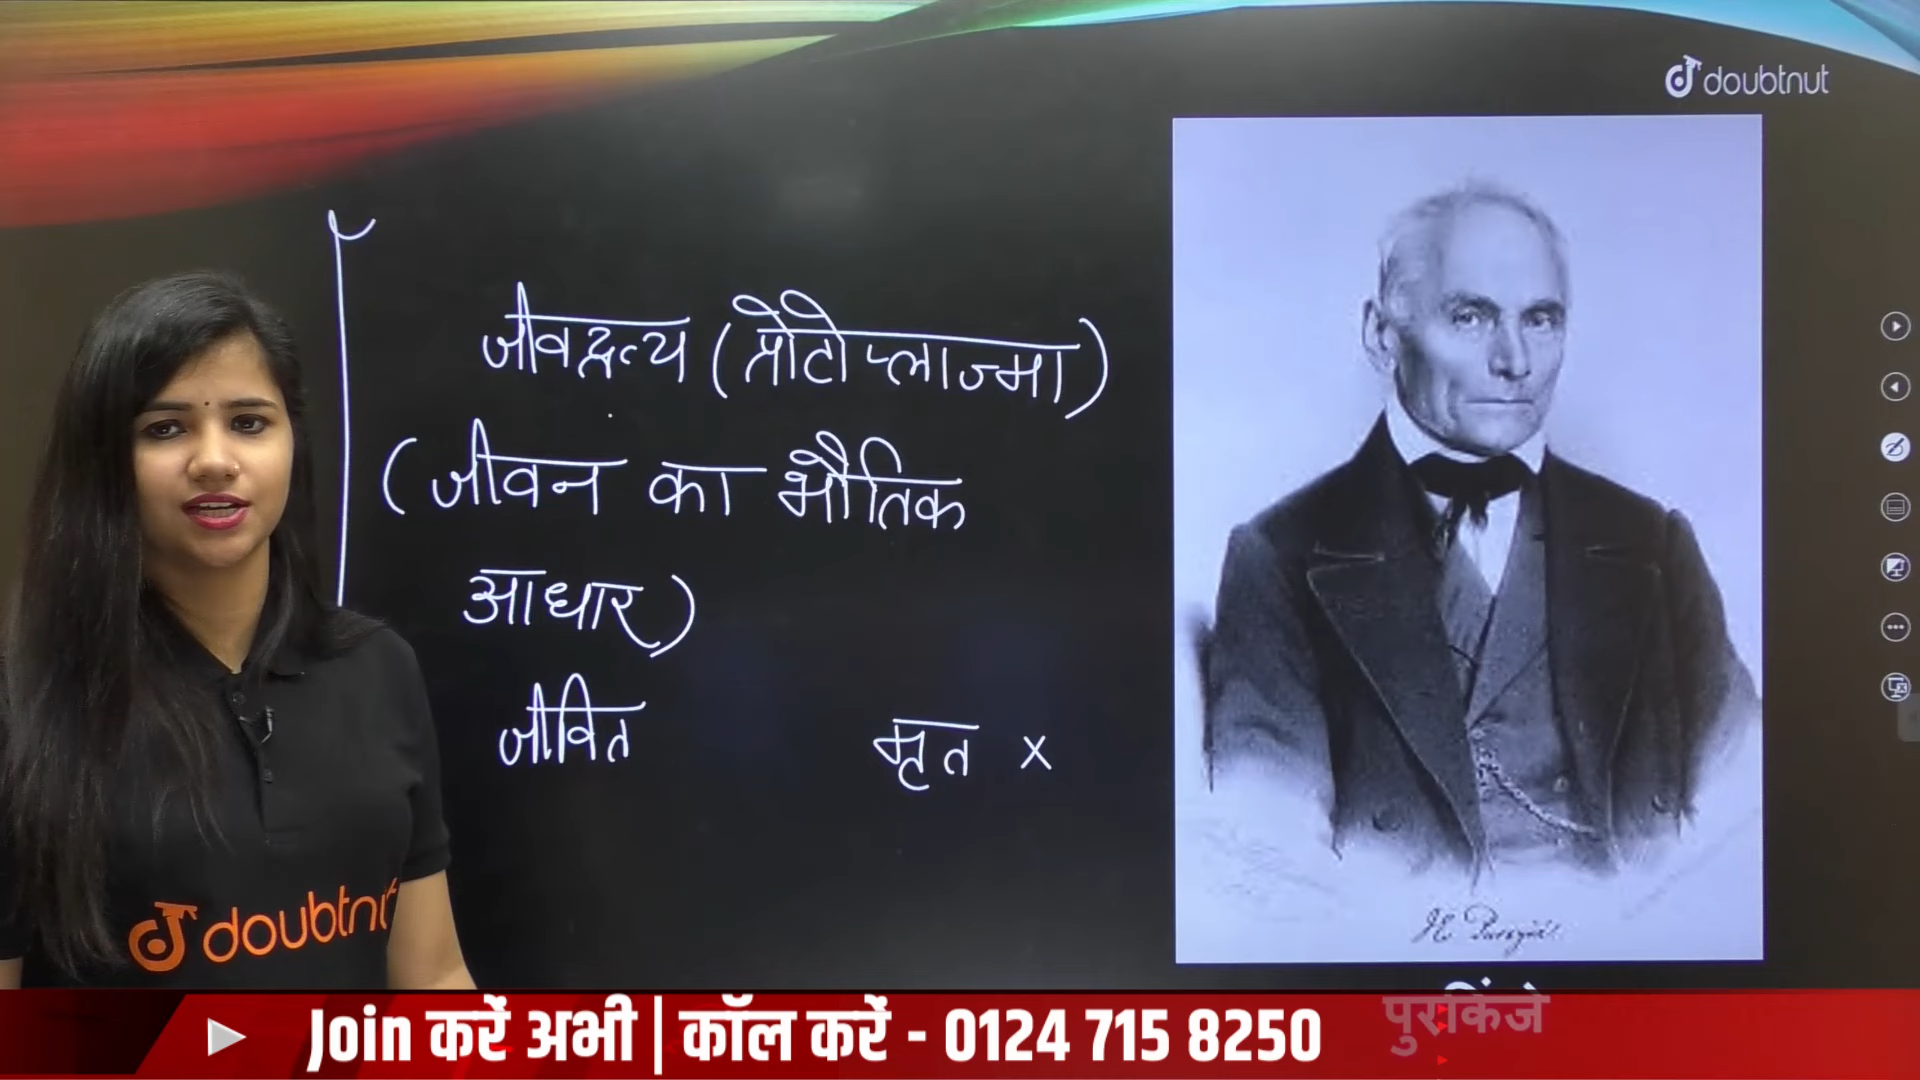 doubtnut
जीवद्रव्य (प्रोटोप्लाज्मा)
(जीवन का भौतिक
आधार)
जीवित मृत ×
doubtnut
Join करें अभी | कॉल करें - 0124 715 8250
पुरकिंजे